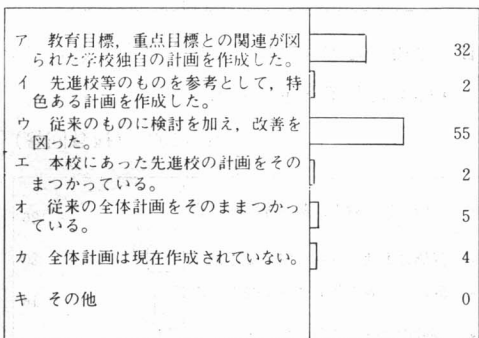 ア 教育目標，重点目標との関連が図
られた学校独自の計画を作成した。
32
イ 先進校等のものを参考として，特
色ある計画を作成した。
2
ウ 従来のものに検討を加え，改善を
図った。
55
エ 本校にあった先進校の計画をその
まつかっている。
2
オ 従来の全体計画をそのままつかっ
ている。
5
カ 全体計画は現在作成されていない。
4
キ その他
0